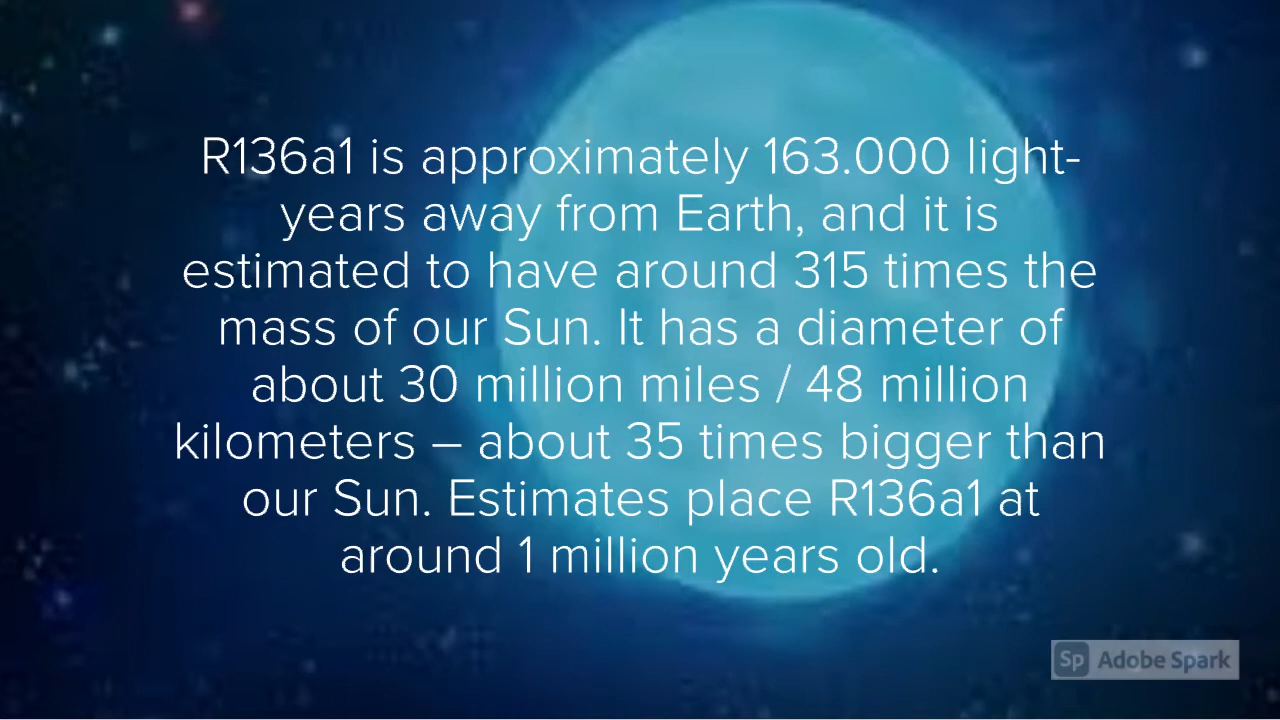 R136a1 is approximately 163.000 light-
years away from Earth, and it is
estimated to have around 315 times the
mass of our Sun. It has a diameter of
about 30 million miles / 48 million
kilometers – about 35 times bigger than
our Sun. Estimates place R136a1 at
around 1 million years old.
Sp Adobe Spark